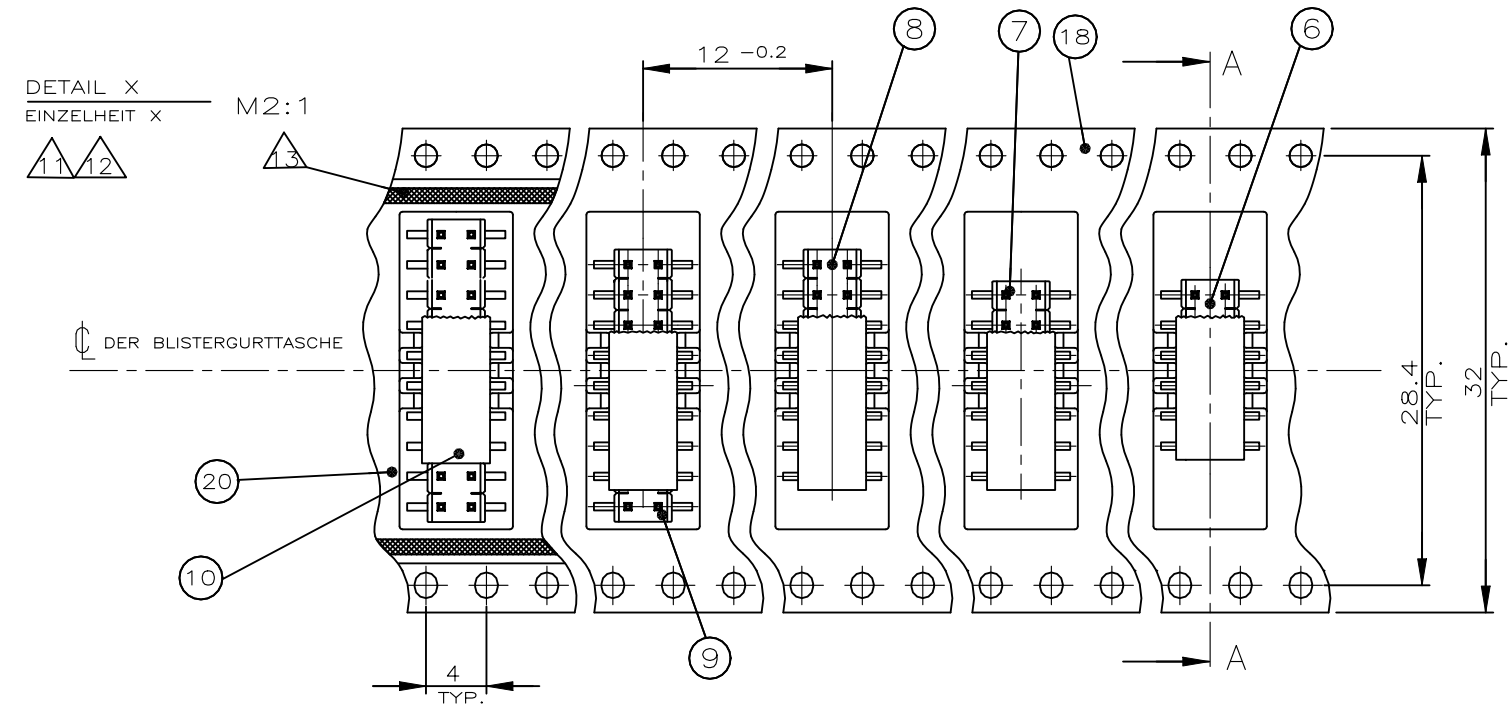 DETAIL X
EINZELHEIT X
M2:1
11
12
13
12 -0.2
8
7
18
6
A
℄ DER BLISTERGURTTASCHE
28.4
TYP.
32
TYP.
20
10
9
A
4
TYP.